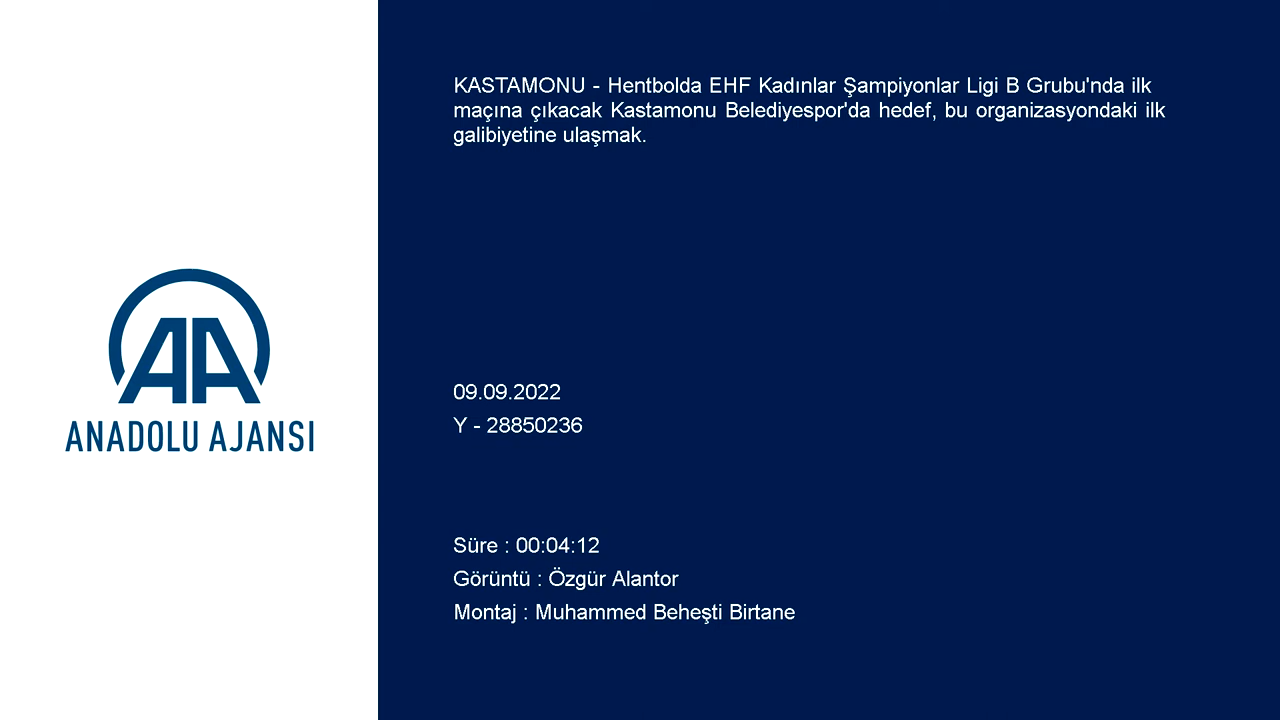 KASTAMONU - Hentbolda EHF Kadınlar Şampiyonlar Ligi B Grubu'nda ilk
maçına çıkacak Kastamonu Belediyespor'da hedef, bu organizasyondaki ilk
galibiyetine ulaşmak.
AA
ANADOLU AJANSI
09.09.2022
Y - 28850236
Süre : 00:04:12
Görüntü : Özgür Alantor
Montaj : Muhammed Beheşti Birtane